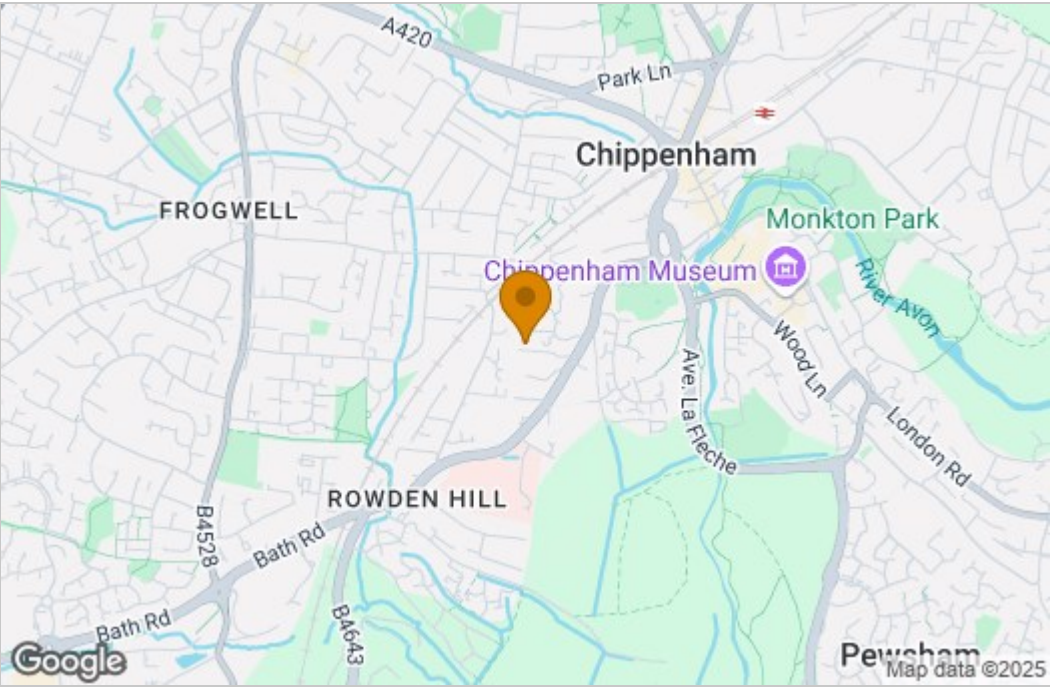 A420
Park Ln
Chippenham
FROGWELL
Monkton Park
Chippenham Museum
River Avon
Wood Ln
Ave. La Fleche
London Rd
ROWDEN HILL
B4528
Bath Rd
B4643
Bath Rd
Pewsham
Google
Map data ©2025